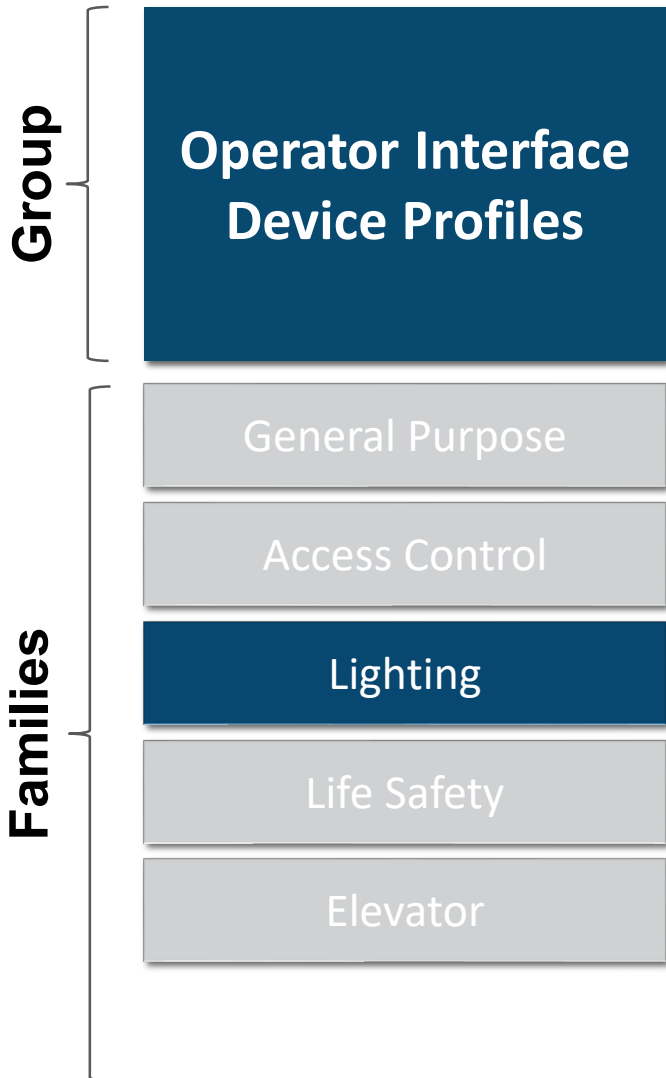 Group
Operator Interface
Device Profiles
Families
General Purpose
Access Control
Lighting
Life Safety
Elevator